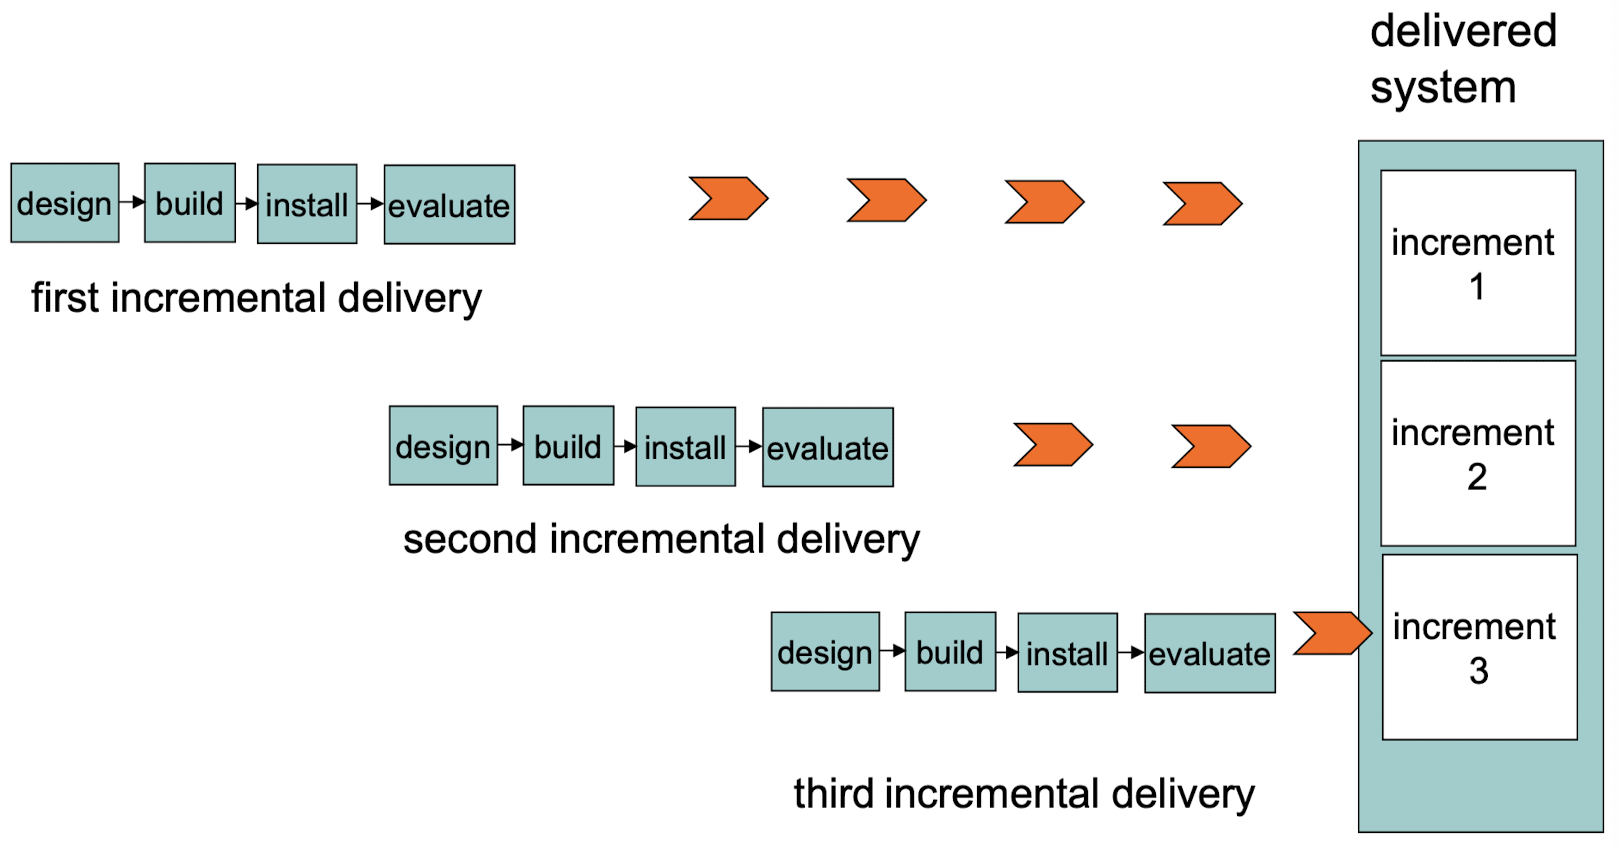 delivered
system
design
build
install
evaluate
first incremental delivery
increment
1
design
build
install
evaluate
second incremental delivery
increment
2
design
build
install
evaluate
third incremental delivery
increment
3